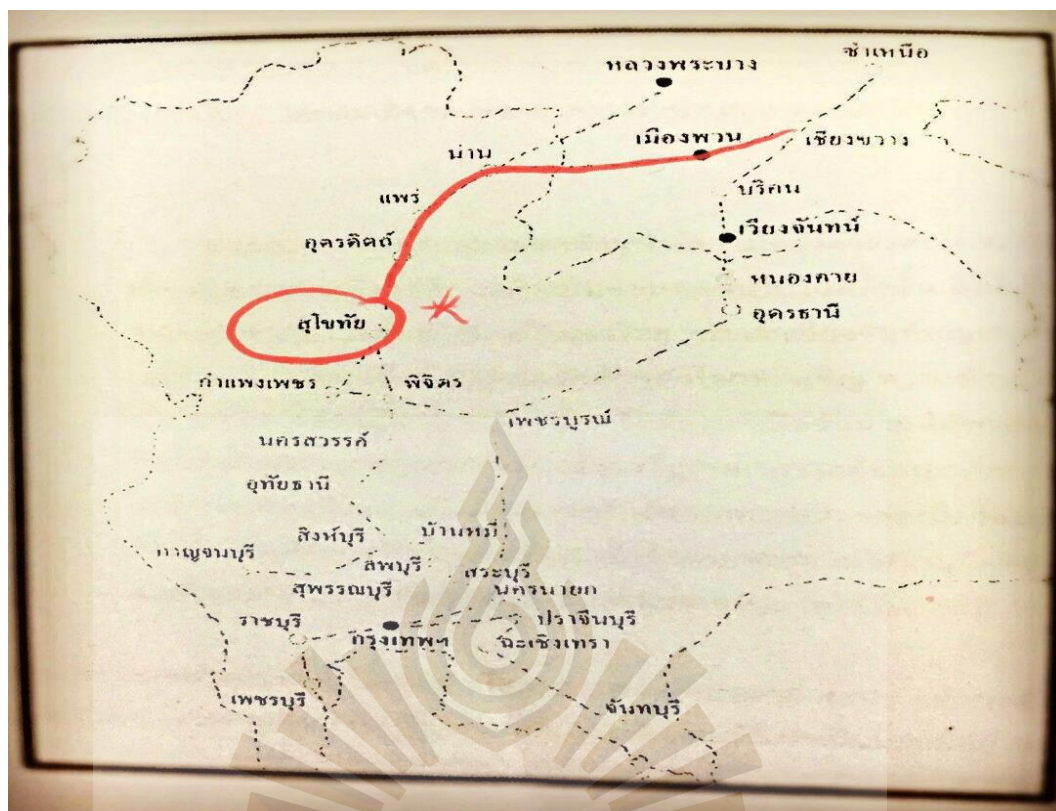 ซำเหนือ
หลวงพระบาง
เมืองพวน
เชียงขวาง
น่าน
บริคน
แพร่
เวียงจันทน์
อุตรดิตถ์
หนองคาย
สุโขทัย
อุดรธานี
กำแพงเพชร
พิจิตร
เพชรบูรณ์
นครสวรรค์
อุทัยธานี
สิงห์บุรี
บ้านหมี่
กาญจนบุรี
ลพบุรี
สระบุรี
สุพรรณบุรี
นครนายก
ราชบุรี
ปราจีนบุรี
กรุงเทพฯ
ฉะเชิงเทรา
เพชรบุรี
จันทบุรี